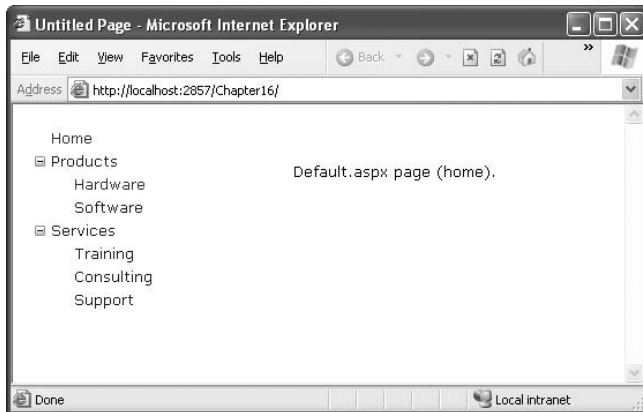 Untitled Page - Microsoft Internet Explorer
File Edit View Favorites Tools Help Back »
Address http://localhost:2857/Chapter16/
Home
Products
Hardware
Software
Services
Training
Consulting
Support
Default.aspx page (home).
Done Local intranet